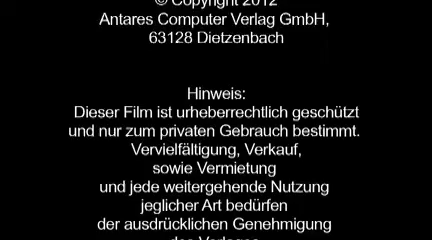 © Copyright 2012
Antares Computer Verlag GmbH,
63128 Dietzenbach
Hinweis:
Dieser Film ist urheberrechtlich geschützt
und nur zum privaten Gebrauch bestimmt.
Vervielfältigung, Verkauf,
sowie Vermietung
und jede weitergehende Nutzung
jeglicher Art bedürfen
der ausdrücklichen Genehmigung
des Verlages